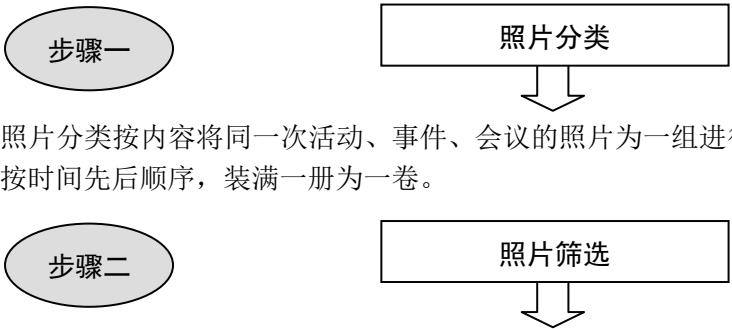 步骤一
照片分类
照片分类按内容将同一次活动、事件、会议的照片为一组进
按时间先后顺序，装满一册为一卷。
步骤二
照片筛选